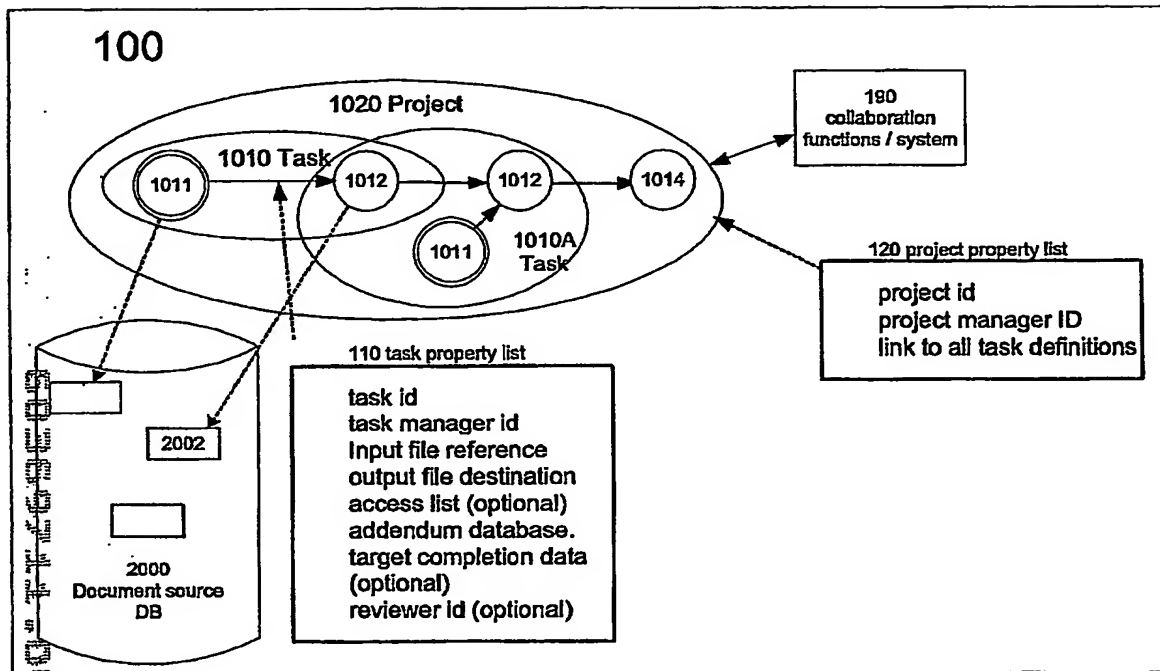 100
1020 Project
190
collaboration
functions / system
1010 Task
1011
1012
1012
1014
1011
1010A
Task
120 project property list
project id
project manager ID
link to all task definitions
110 task property list
task id
task manager id
Input file reference
output file destination
access list (optional)
addendum database.
target completion data
(optional)
reviewer id (optional)
2002
2000
Document source
DB